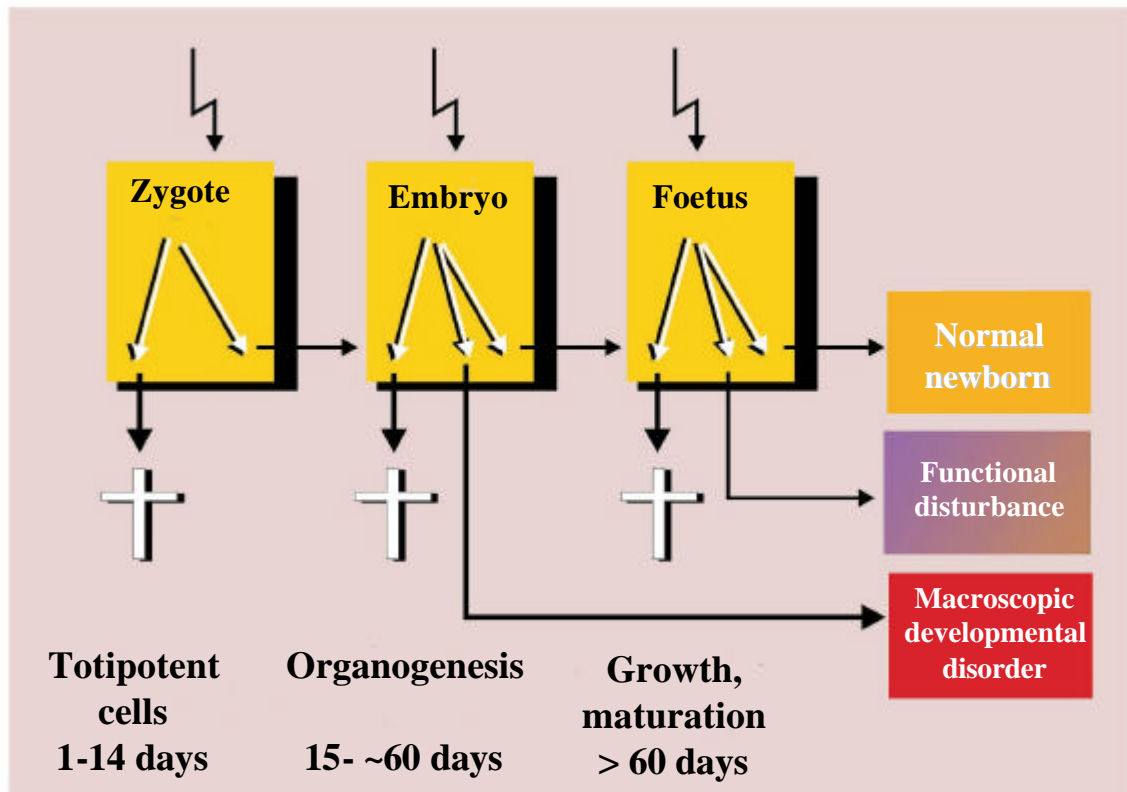 Zygote
Embryo
Foetus
Normal
newborn
Functional
disturbance
Macroscopic
developmental
disorder
Totipotent
cells
1-14 days
Organogenesis
15- ~60 days
Growth,
maturation
> 60 days